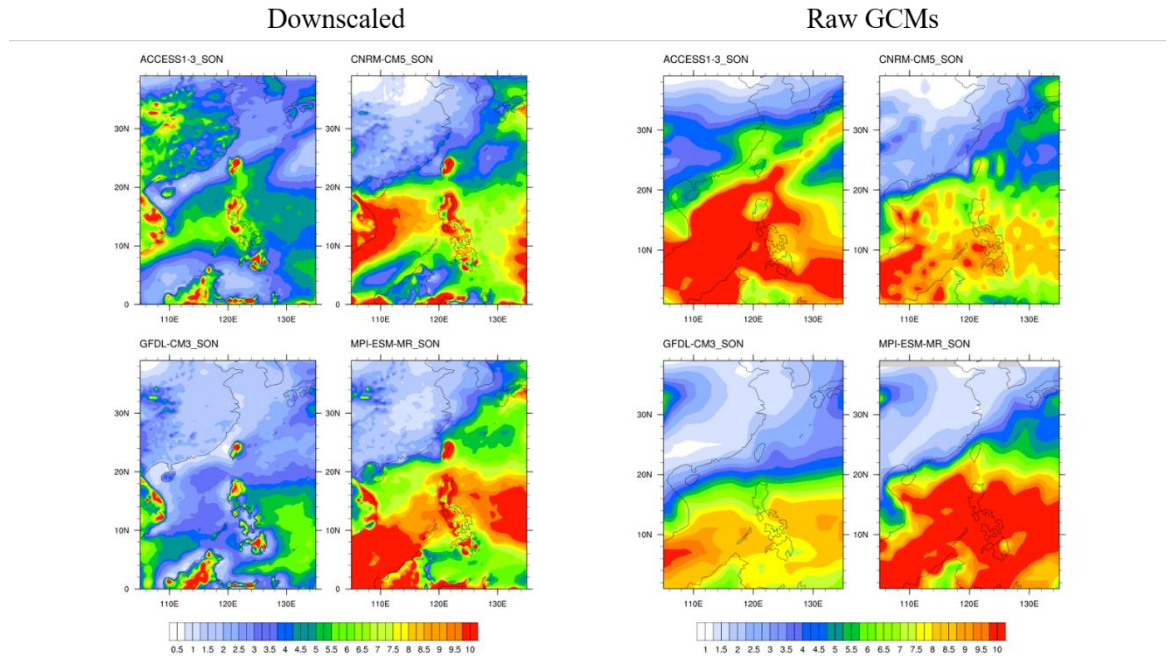 Downscaled Raw GCMs
ACCESS1-3_SON CNRM-CM5_SON ACCESS1-3_SON CNRM-CM5_SON
30N 30N
20N 20N
10N 10N
0
110E 120E 130E 110E 120E 130E 110E 120E 130E 110E 120E 130E
GFDL-CM3_SON MPI-ESM-MR_SON GFDL-CM3_SON MPI-ESM-MR_SON
30N 30N
20N 20N
10N 10N
0
110E 120E 130E 110E 120E 130E 110E 120E 130E 110E 120E 130E
0.5 1 1.5 2 2.5 3 3.5 4 4.5 5 5.5 6 6.5 7 7.5 8 8.5 9 9.5 10 1 1.5 2 2.5 3 3.5 4 4.5 5 5.5 6 6.5 7 7.5 8 8.5 9 9.5 10